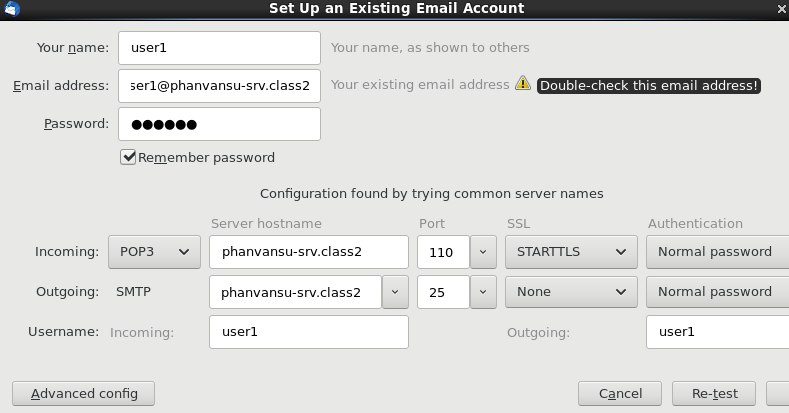 Set Up an Existing Email Account
Your name: user1 Your name, as shown to others
Email address: ser1@phanvansu-srv.class2 Your existing email address Double-check this email address!
Password: ●●●●●●
Remember password
Configuration found by trying common server names
Server hostname Port SSL Authentication
Incoming: POP3 phanvansu-srv.class2 110 STARTTLS Normal password
Outgoing: SMTP phanvansu-srv.class2 25 None Normal password
Username: Incoming: user1 Outgoing: user1
Advanced config Cancel Re-test